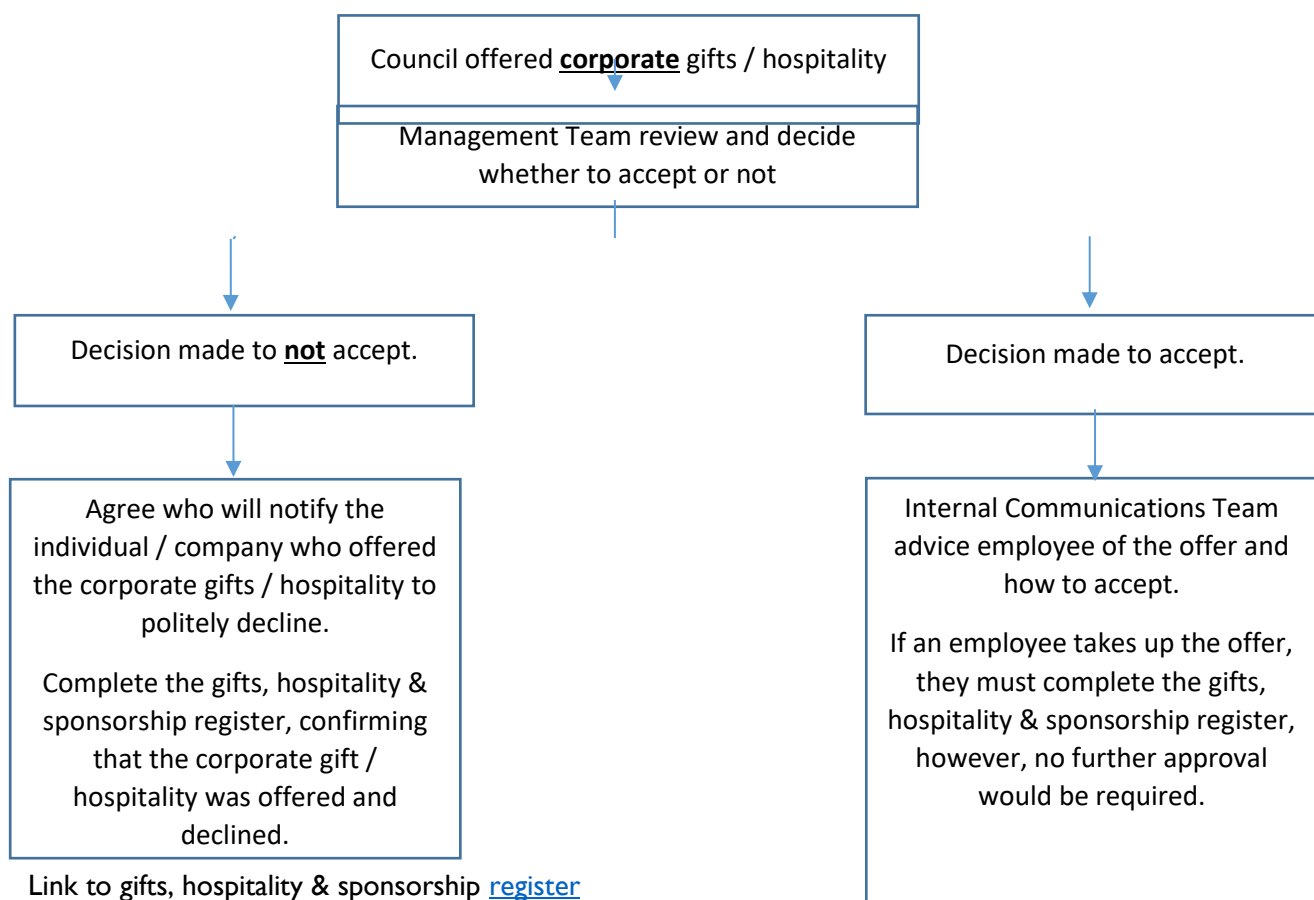 Council offered corporate gifts / hospitality
Management Team review and decide
whether to accept or not
Decision made to not accept.
Decision made to accept.
Agree who will notify the
individual / company who offered
the corporate gifts / hospitality to
politely decline.
Complete the gifts, hospitality &
sponsorship register, confirming
that the corporate gift /
hospitality was offered and
declined.
Internal Communications Team
advice employee of the offer and
how to accept.
If an employee takes up the offer,
they must complete the gifts,
hospitality & sponsorship register,
however, no further approval
would be required.
Link to gifts, hospitality & sponsorship register